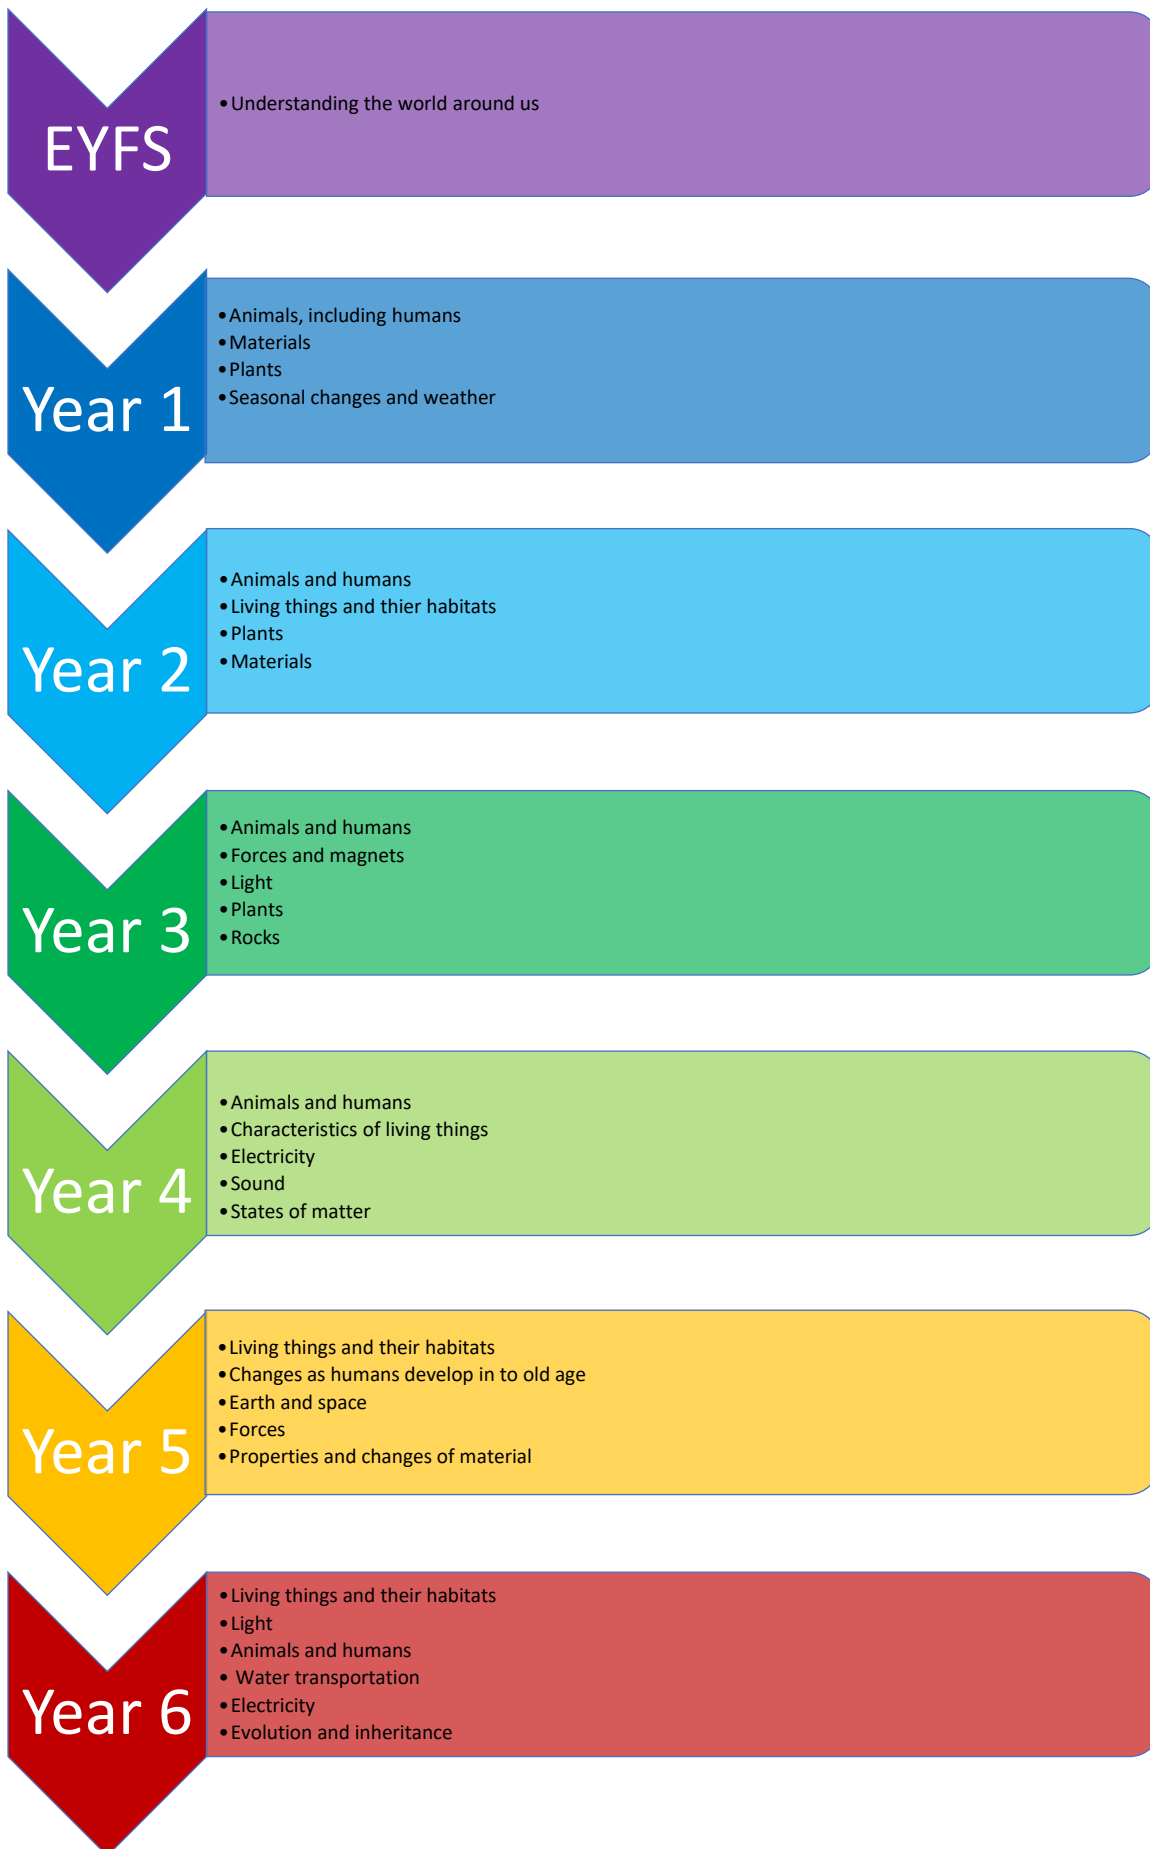 EYFS
•Understanding the world around us
Year 1
•Animals, including humans
•Materials
•Plants
•Seasonal changes and weather
Year 2
•Animals and humans
•Living things and thier habitats
•Plants
•Materials
Year 3
•Animals and humans
•Forces and magnets
•Light
•Plants
•Rocks
Year 4
•Animals and humans
•Characteristics of living things
•Electricity
•Sound
•States of matter
Year 5
•Living things and their habitats
•Changes as humans develop in to old age
•Earth and space
•Forces
•Properties and changes of material
Year 6
•Living things and their habitats
•Light
•Animals and humans
• Water transportation
•Electricity
•Evolution and inheritance